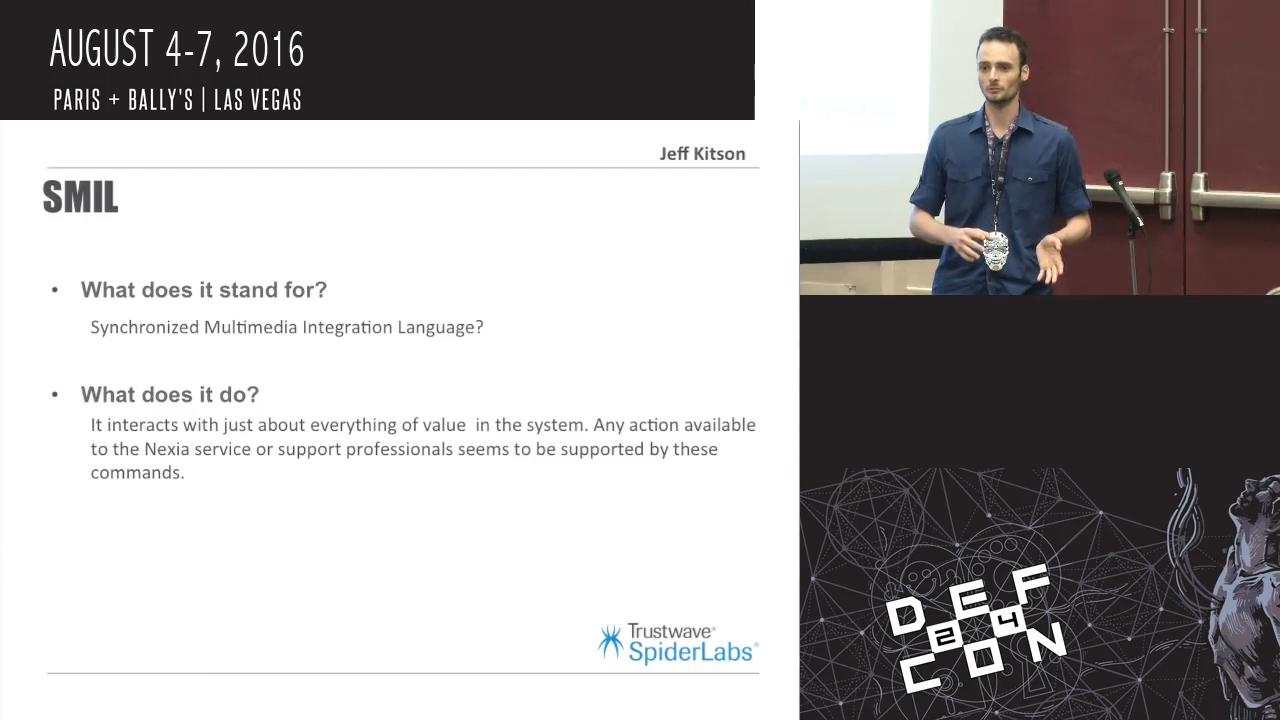 AUGUST 4-7, 2016
PARIS + BALLY'S | LAS VEGAS
Jeff Kitson
SMIL
• What does it stand for?
Synchronized Multimedia Integration Language?
• What does it do?
It interacts with just about everything of value in the system. Any action available
to the Nexia service or support professionals seems to be supported by these
commands.
Trustwave®
SpiderLabs®
DEF
24
CON